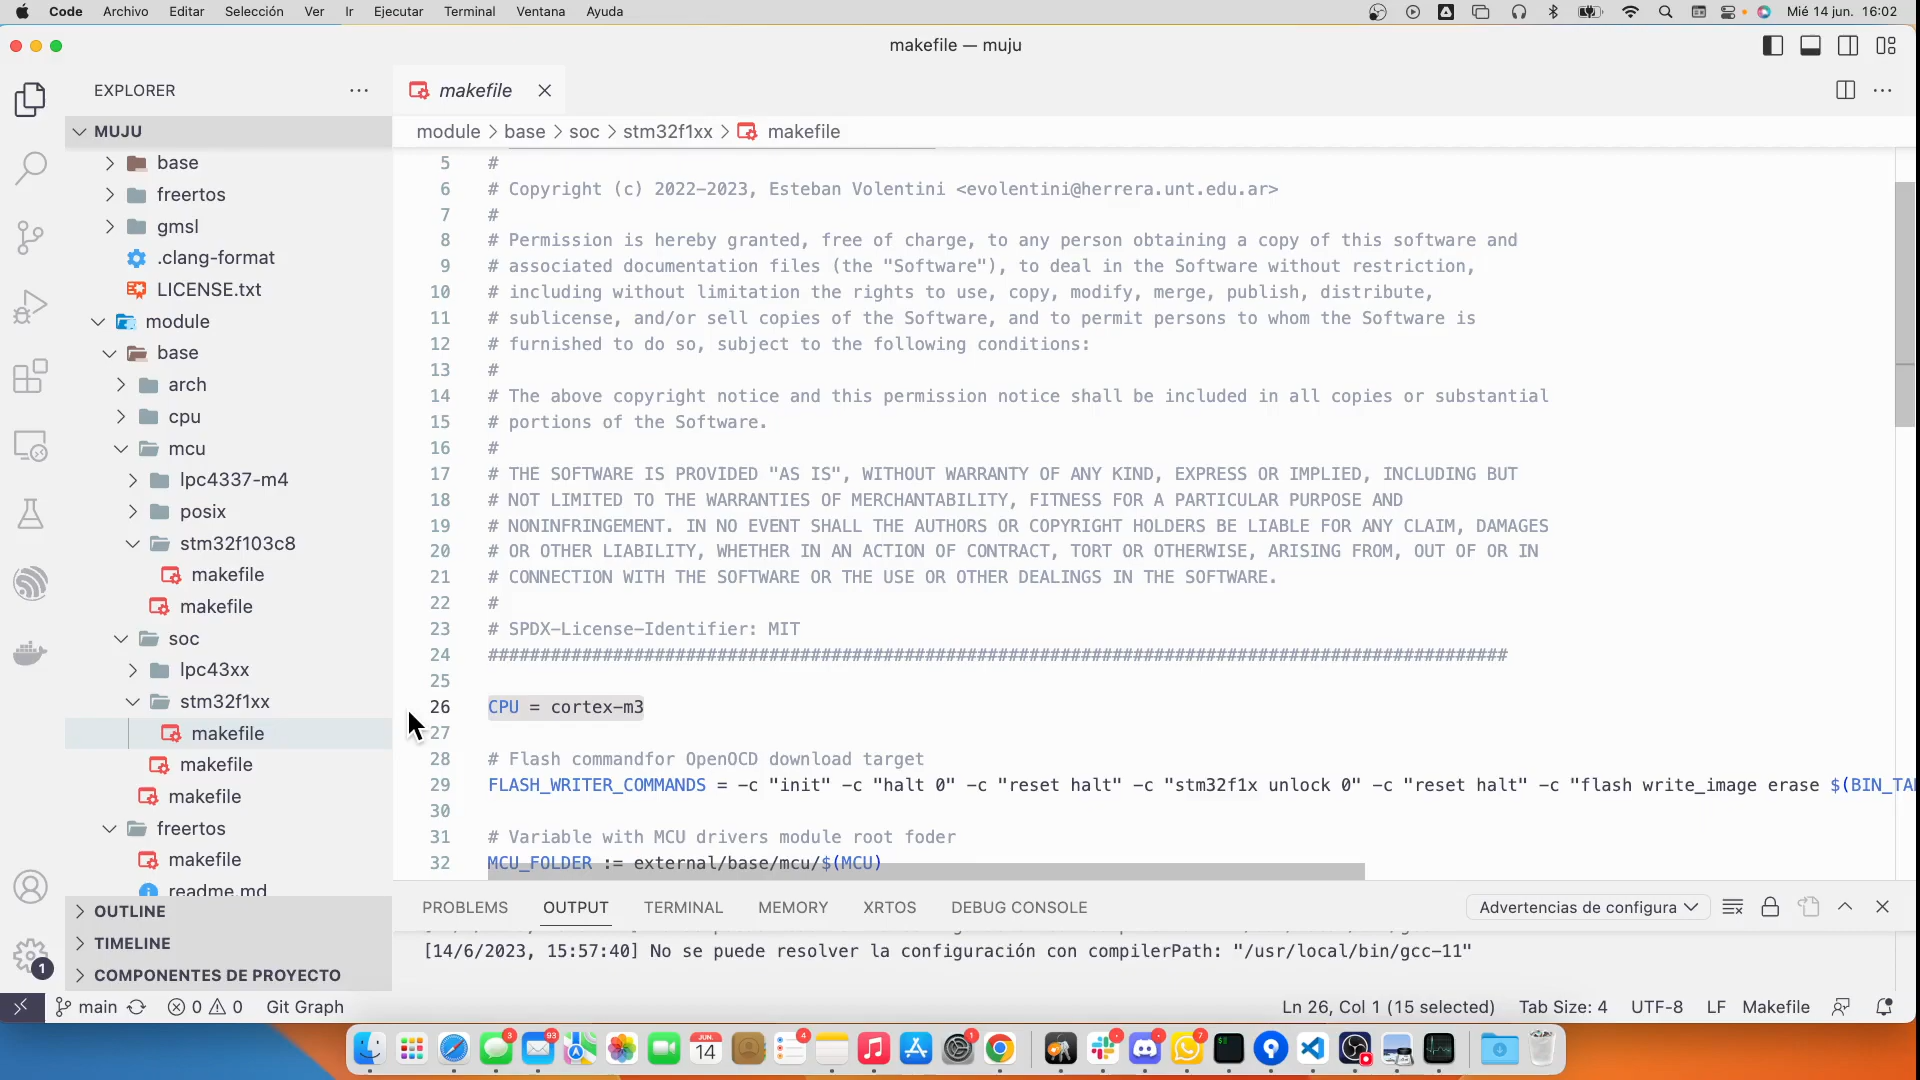 Code Archivo Editar Selección Ver Ir Ejecutar Terminal Ventana Ayuda Mié 14 jun. 16:02
makefile — muju
EXPLORER
makefile
MUJU
module > base > soc > stm32f1xx > makefile
base
freertos
gmsl
.clang-format
LICENSE.txt
module
base
arch
cpu
mcu
lpc4337-m4
posix
stm32f103c8
makefile
makefile
soc
lpc43xx
stm32f1xx
makefile
makefile
makefile
freertos
makefile
readme.md
OUTLINE
TIMELINE
COMPONENTES DE PROYECTO
5 #
6 # Copyright (c) 2022-2023, Esteban Volentini <evolentini@herrera.unt.edu.ar>
7 #
8 # Permission is hereby granted, free of charge, to any person obtaining a copy of this software and
9 # associated documentation files (the "Software"), to deal in the Software without restriction,
10 # including without limitation the rights to use, copy, modify, merge, publish, distribute,
11 # sublicense, and/or sell copies of the Software, and to permit persons to whom the Software is
12 # furnished to do so, subject to the following conditions:
13 #
14 # The above copyright notice and this permission notice shall be included in all copies or substantial
15 # portions of the Software.
16 #
17 # THE SOFTWARE IS PROVIDED "AS IS", WITHOUT WARRANTY OF ANY KIND, EXPRESS OR IMPLIED, INCLUDING BUT
18 # NOT LIMITED TO THE WARRANTIES OF MERCHANTABILITY, FITNESS FOR A PARTICULAR PURPOSE AND
19 # NONINFRINGEMENT. IN NO EVENT SHALL THE AUTHORS OR COPYRIGHT HOLDERS BE LIABLE FOR ANY CLAIM, DAMAGES
20 # OR OTHER LIABILITY, WHETHER IN AN ACTION OF CONTRACT, TORT OR OTHERWISE, ARISING FROM, OUT OF OR IN
21 # CONNECTION WITH THE SOFTWARE OR THE USE OR OTHER DEALINGS IN THE SOFTWARE.
22 #
23 # SPDX-License-Identifier: MIT
24 ##################################################################################################
25
26 CPU = cortex-m3
27
28 # Flash commandfor OpenOCD download target
29 FLASH_WRITER_COMMANDS = -c "init" -c "halt 0" -c "reset halt" -c "stm32f1x unlock 0" -c "reset halt" -c "flash write_image erase $(BIN_TA
30
31 # Variable with MCU drivers module root foder
32 MCU_FOLDER := external/base/mcu/$(MCU)
PROBLEMS OUTPUT TERMINAL MEMORY XRTOS DEBUG CONSOLE Advertencias de configura
[14/6/2023, 15:57:40] No se puede resolver la configuración con compilerPath: "/usr/local/bin/gcc-11"
1
main 0 0 Git Graph Ln 26, Col 1 (15 selected) Tab Size: 4 UTF-8 LF Makefile
3 93 JUN. 14 4 1 7